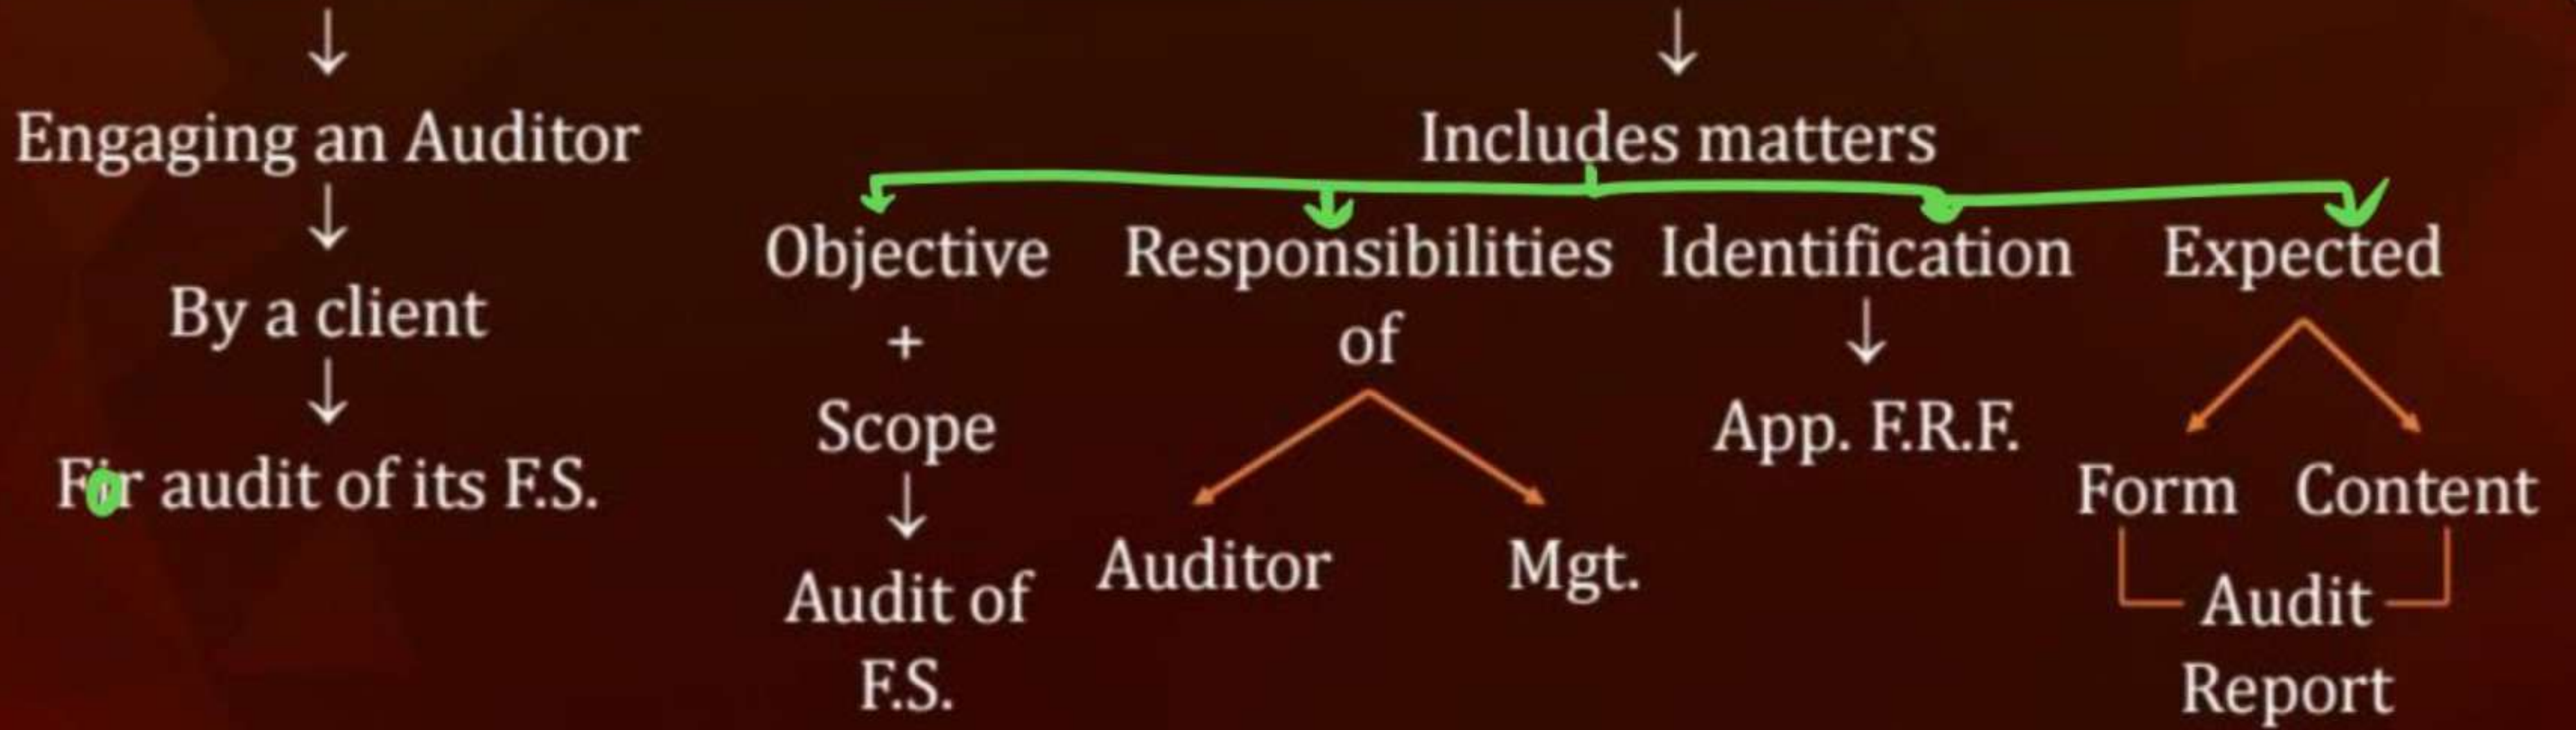 Engaging an Auditor
By a client
For audit of its F.S.
Includes matters
Objective
+
Scope
Audit of
F.S.
Responsibilities
of
Auditor
Mgt.
Identification
App. F.R.F.
Expected
Form
Content
Audit
Report